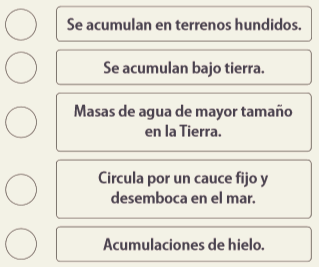 Se acumulan en terrenos hundidos.
Se acumulan bajo tierra.
Masas de agua de mayor tamaño
en la Tierra.
Circula por un cauce fijo y
desemboca en el mar.
Acumulaciones de hielo.